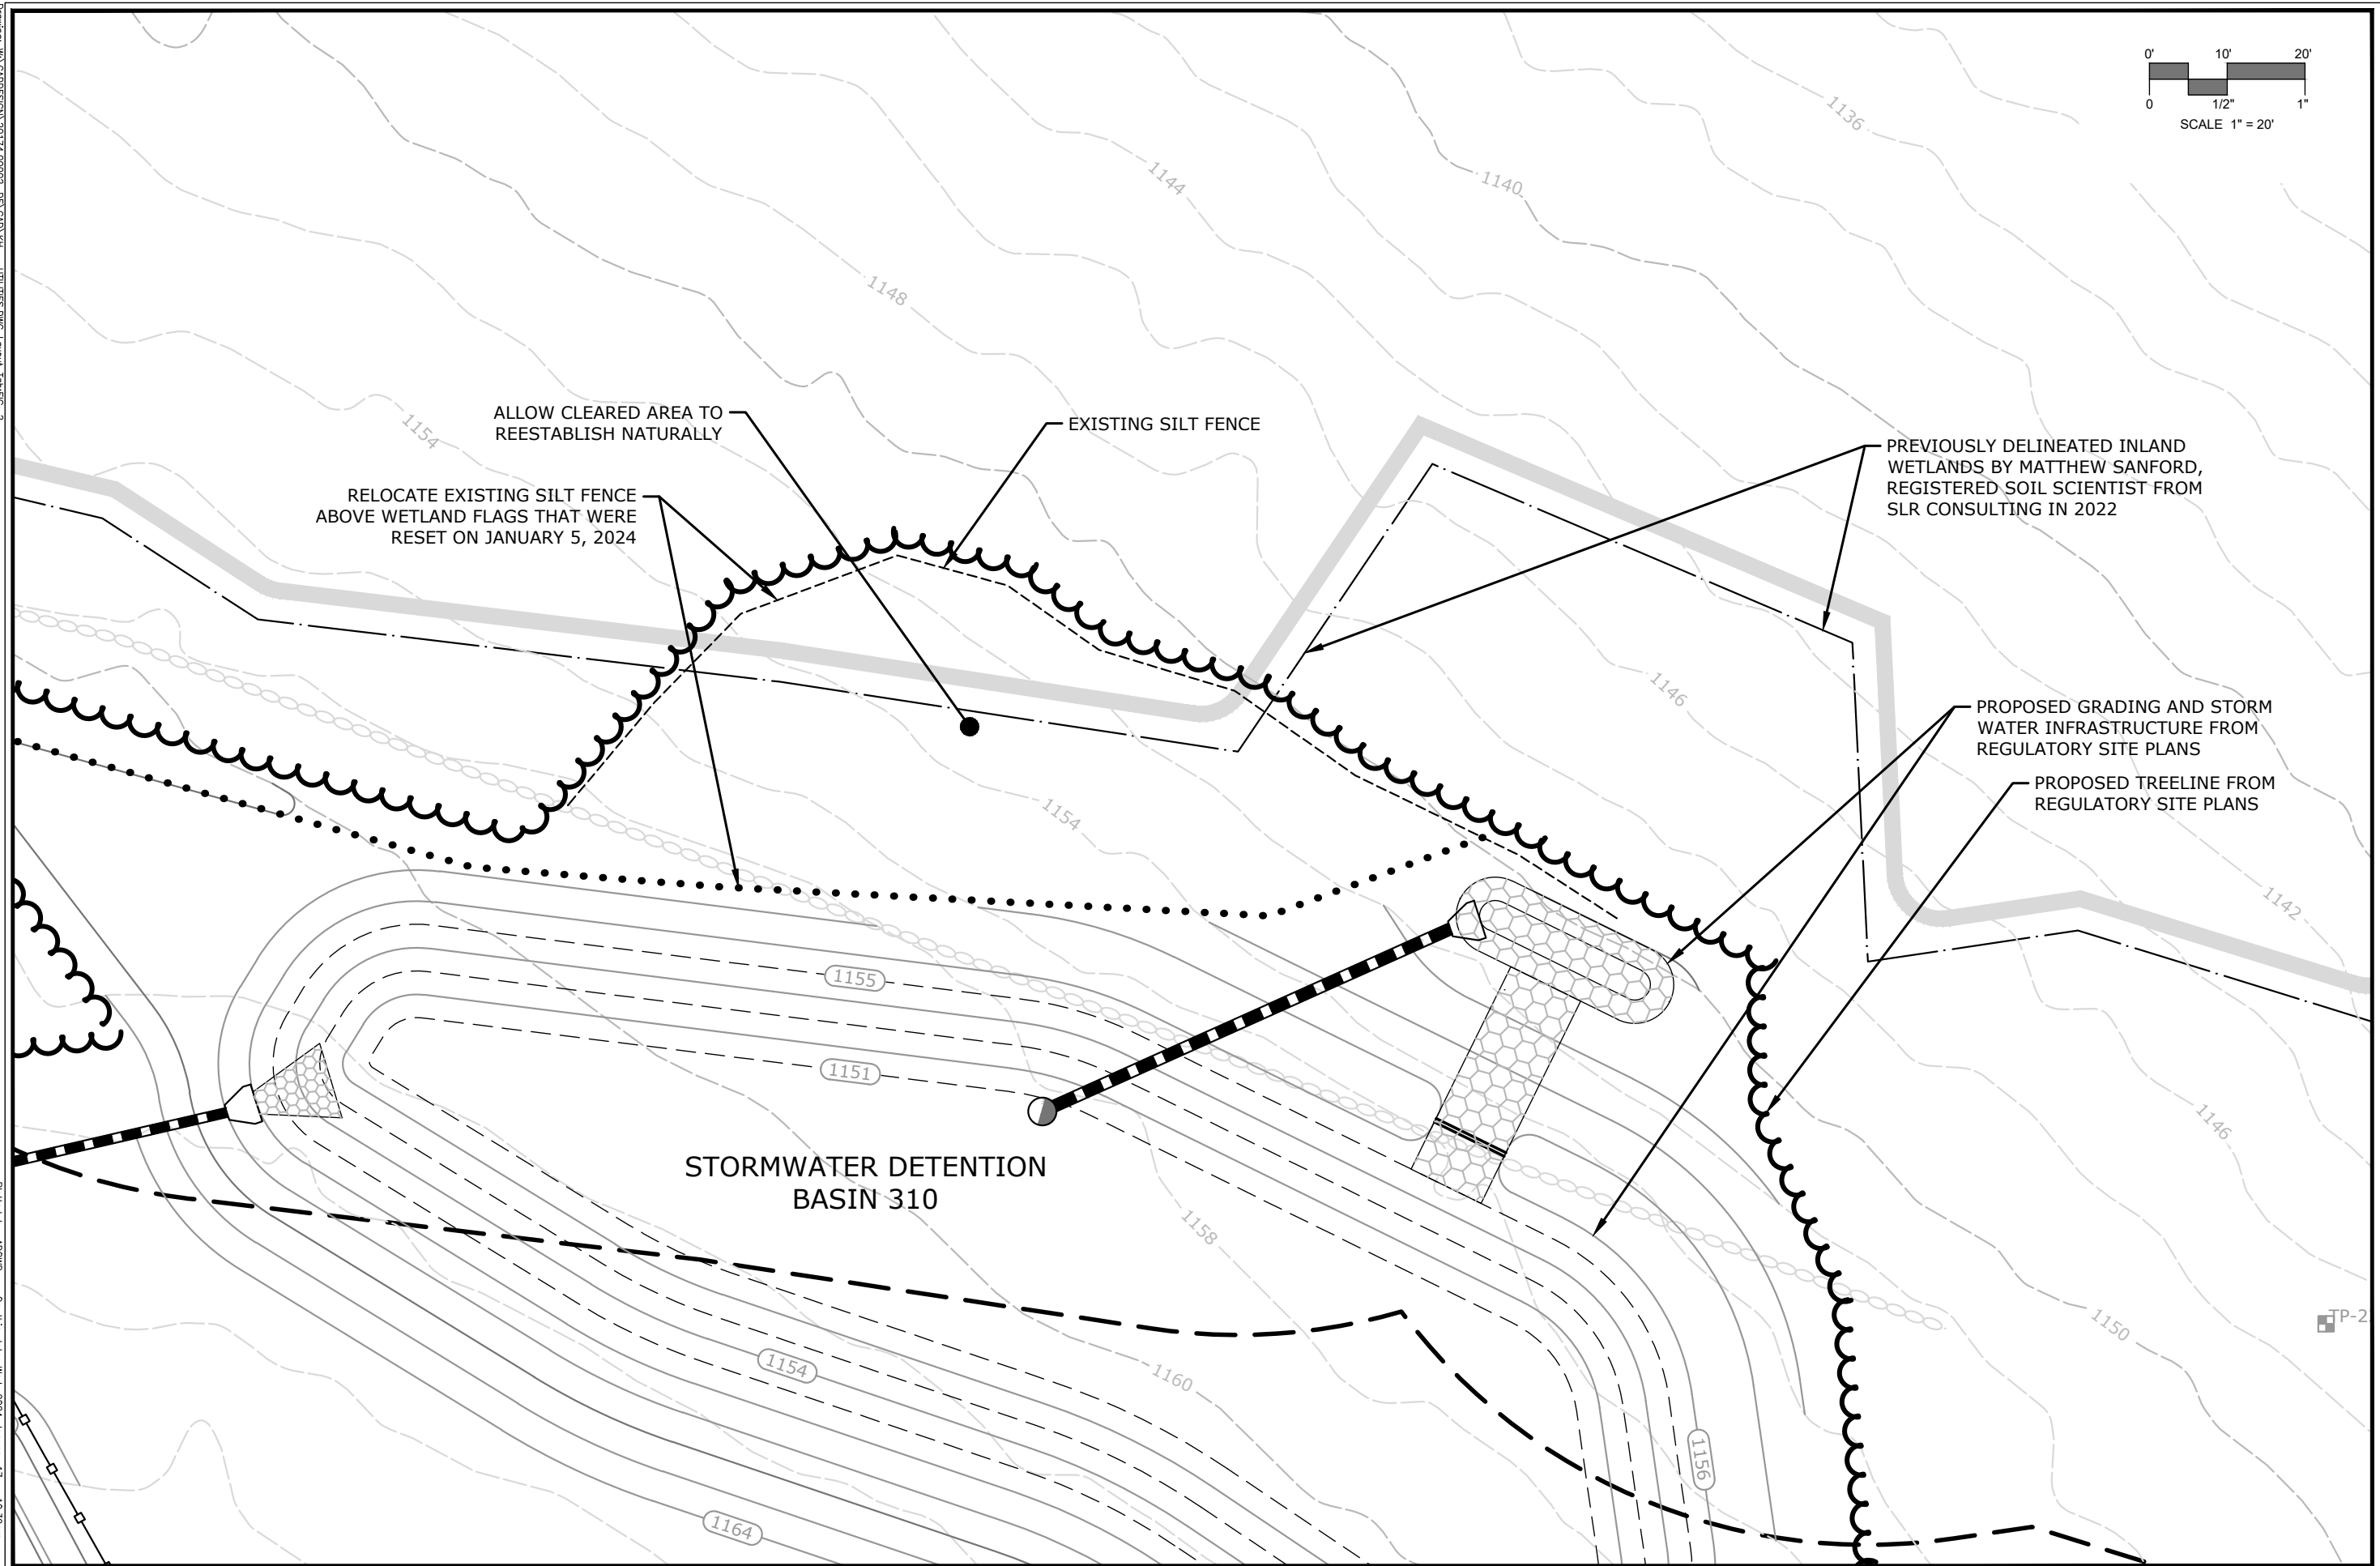 0' 10' 20'
0 1/2" 1"
SCALE 1" = 20'
1136
1144
1140
1148
ALLOW CLEARED AREA TO
REESTABLISH NATURALLY
EXISTING SILT FENCE
1154
PREVIOUSLY DELINEATED INLAND
WETLANDS BY MATTHEW SANFORD,
REGISTERED SOIL SCIENTIST FROM
SLR CONSULTING IN 2022
RELOCATE EXISTING SILT FENCE
ABOVE WETLAND FLAGS THAT WERE
RESET ON JANUARY 5, 2024
1146
PROPOSED GRADING AND STORM
WATER INFRASTRUCTURE FROM
REGULATORY SITE PLANS
PROPOSED TREELINE FROM
REGULATORY SITE PLANS
1154
1142
1155
1151
1146
STORMWATER DETENTION
BASIN 310
1158
1150
TP-2
1154
1160
1156
1164